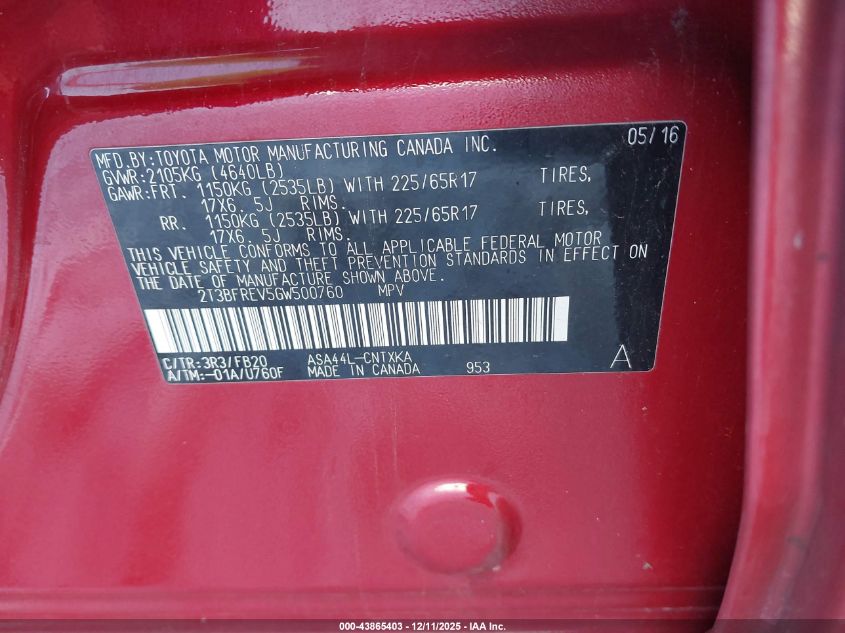 MFD.BY:TOYOTA MOTOR MANUFACTURING CANADA INC. 05/16
GVWR:2105KG (4640LB)
GAWR:FRT. 1150KG (2535LB) WITH 225/65R17 TIRES,
17X6. 5J RIMS.
RR. 1150KG (2535LB) WITH 225/65R17 TIRES,
17X6. 5J RIMS.
THIS VEHICLE CONFORMS TO ALL APPLICABLE FEDERAL MOTOR
VEHICLE SAFETY AND THEFT PREVENTION STANDARDS IN EFFECT ON
THE DATE OF MANUFACTURE SHOWN ABOVE.
2T3BFREV5GW500760 MPV
C/TR:3R3/FB20 ASA44L-CNTXKA
A/TM:-01A/U760F MADE IN CANADA 953 A
000-43865403 - 12/11/2025 - IAA Inc.